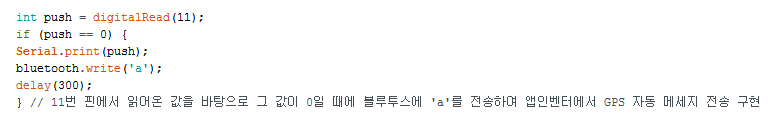 int push = digitalRead(11);
if (push == 0) {
Serial.print(push);
bluetooth.write('a');
delay(300);
} // 11번 핀에서 읽어온 값을 바탕으로 그 값이 0일 때에 블루투스에 'a'를 전송하여 앱인벤터에서 GPS 자동 메세지 전송 구현